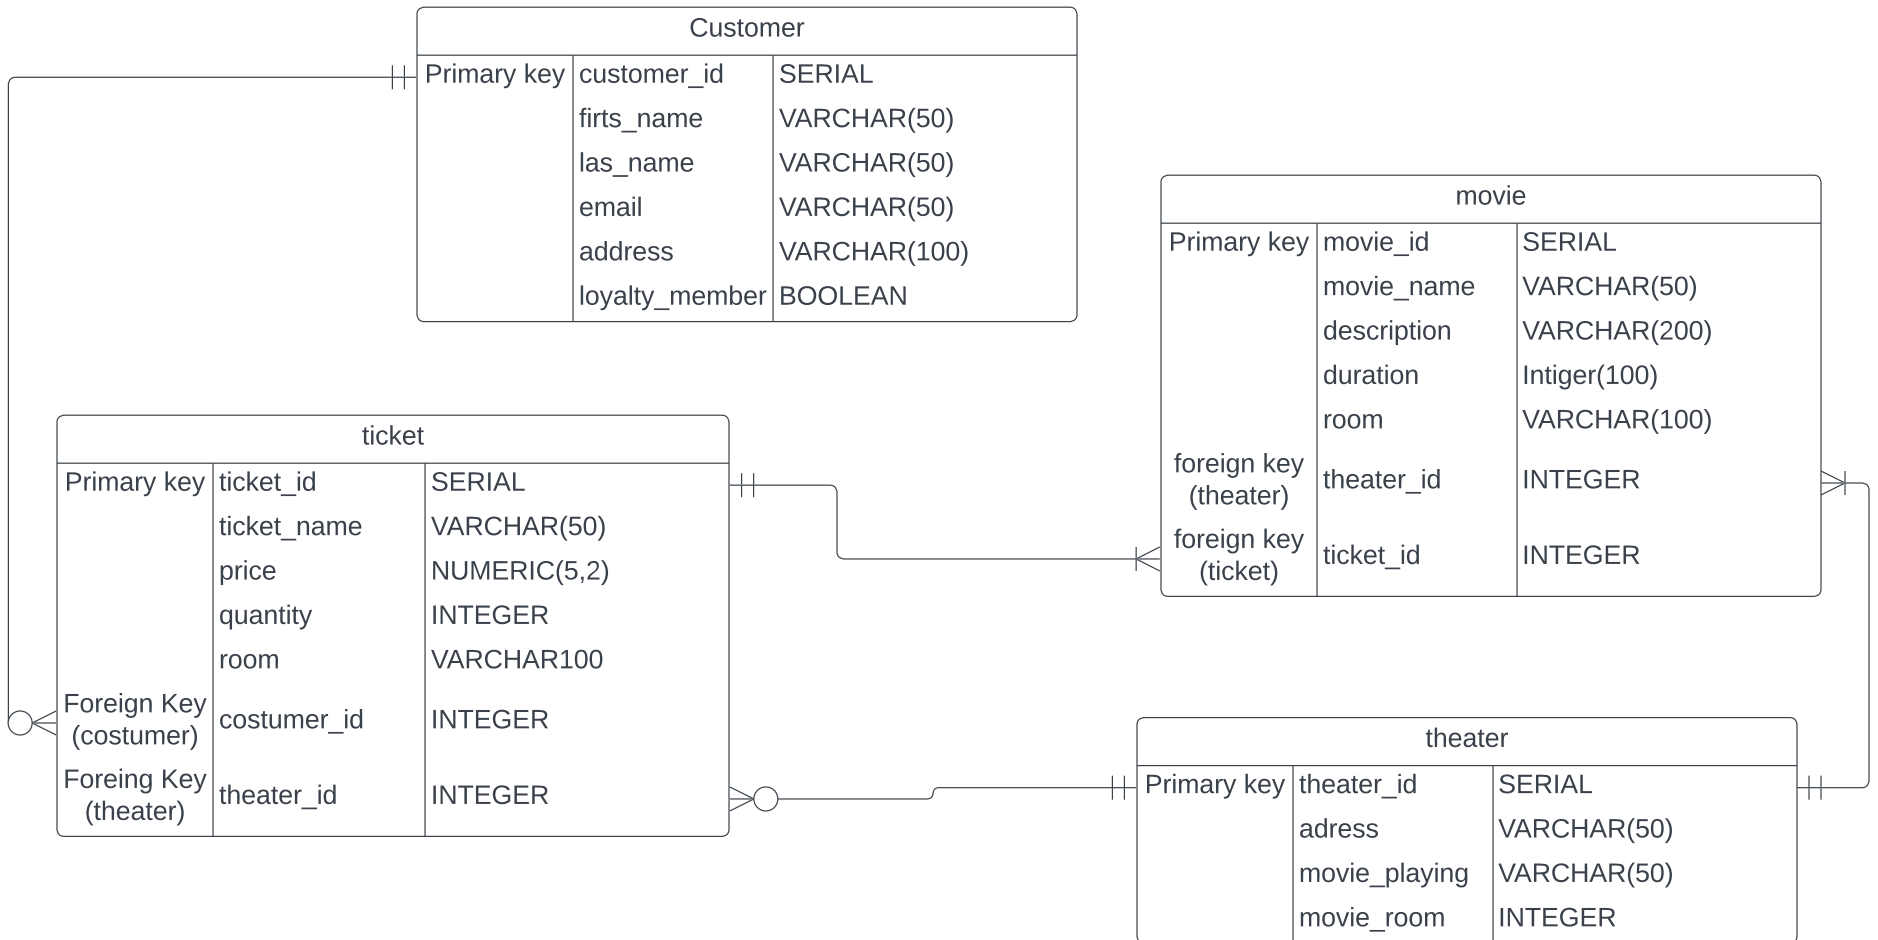 Customer
Primary key customer_id SERIAL
firts_name VARCHAR(50)
las_name VARCHAR(50)
email VARCHAR(50)
address VARCHAR(100)
loyalty_member BOOLEAN
movie
Primary key movie_id SERIAL
movie_name VARCHAR(50)
description VARCHAR(200)
duration Intiger(100)
room VARCHAR(100)
foreign key
(theater) theater_id INTEGER
foreign key
(ticket) ticket_id INTEGER
ticket
Primary key ticket_id SERIAL
ticket_name VARCHAR(50)
price NUMERIC(5,2)
quantity INTEGER
room VARCHAR100
Foreign Key
(costumer) costumer_id INTEGER
Foreing Key
(theater) theater_id INTEGER
theater
Primary key theater_id SERIAL
adress VARCHAR(50)
movie_playing VARCHAR(50)
movie_room INTEGER